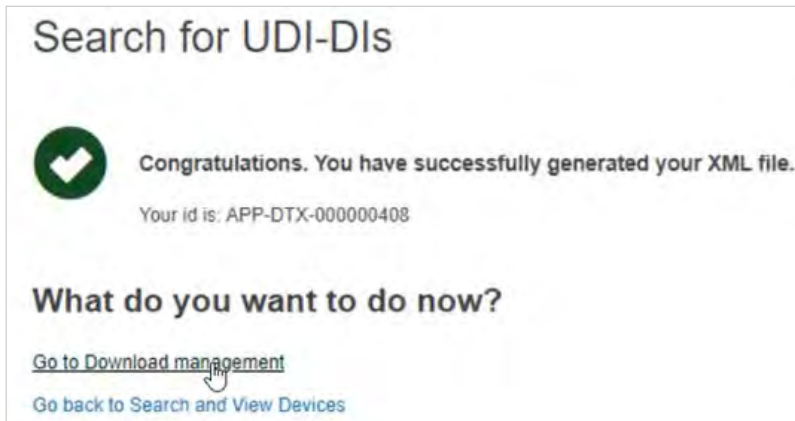 Search for UDI-DIs
Congratulations. You have successfully generated your XML file.
Your id is: APP-DTX-000000408
What do you want to do now?
Go to Download management
Go back to Search and View Devices